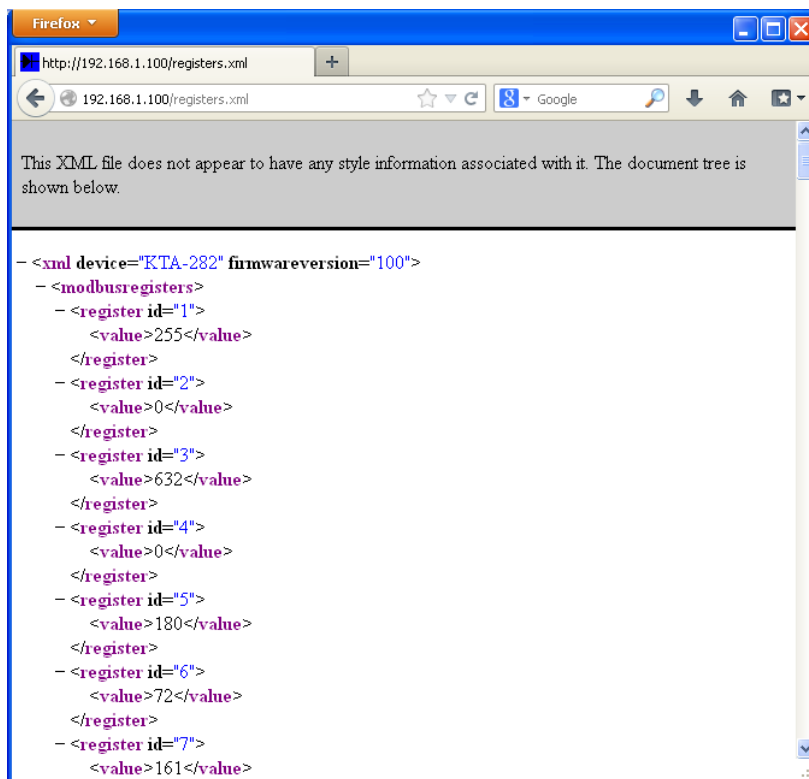 Firefox
http://192.168.1.100/registers.xml
192.168.1.100/registers.xml
8 Google
This XML file does not appear to have any style information associated with it. The document tree is
shown below.
− <xml device="KTA-282" firmwareversion="100">
− <modbusregisters>
− <register id="1">
<value>255</value>
</register>
− <register id="2">
<value>0</value>
</register>
− <register id="3">
<value>632</value>
</register>
− <register id="4">
<value>0</value>
</register>
− <register id="5">
<value>180</value>
</register>
− <register id="6">
<value>72</value>
</register>
− <register id="7">
<value>161</value>